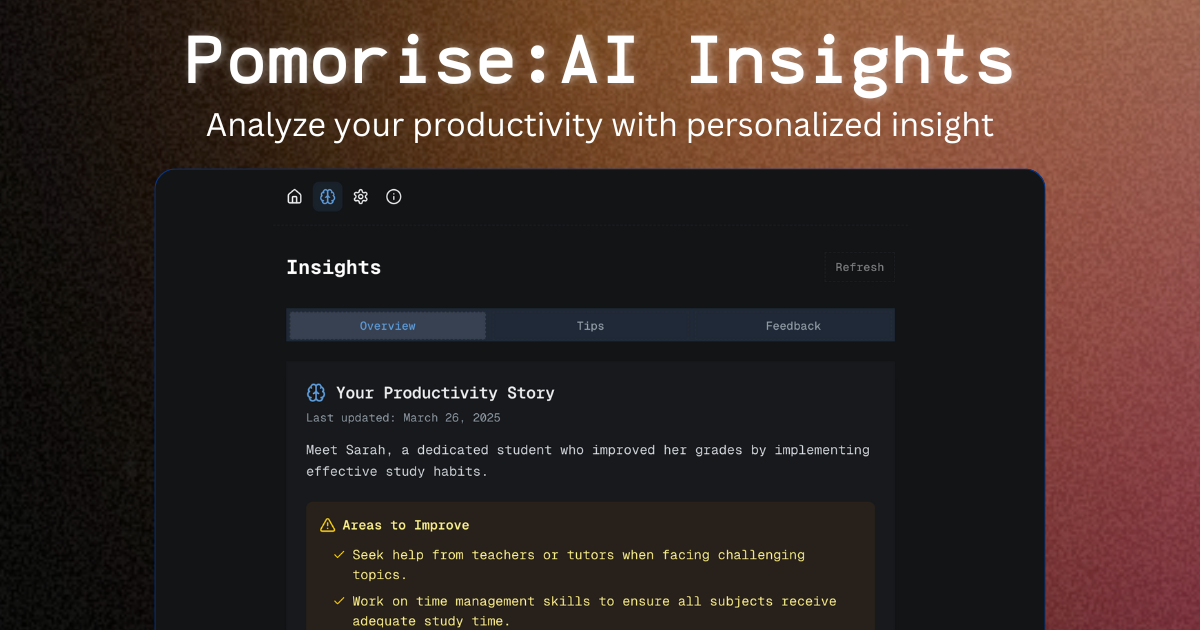 Pomorise:AI Insights
Analyze your productivity with personalized insight
Insights
Refresh
Overview
Tips
Feedback
Your Productivity Story
Last updated: March 26, 2025
Meet Sarah, a dedicated student who improved her grades by implementing
effective study habits.
Areas to Improve
Seek help from teachers or tutors when facing challenging
topics.
Work on time management skills to ensure all subjects receive
adequate study time.